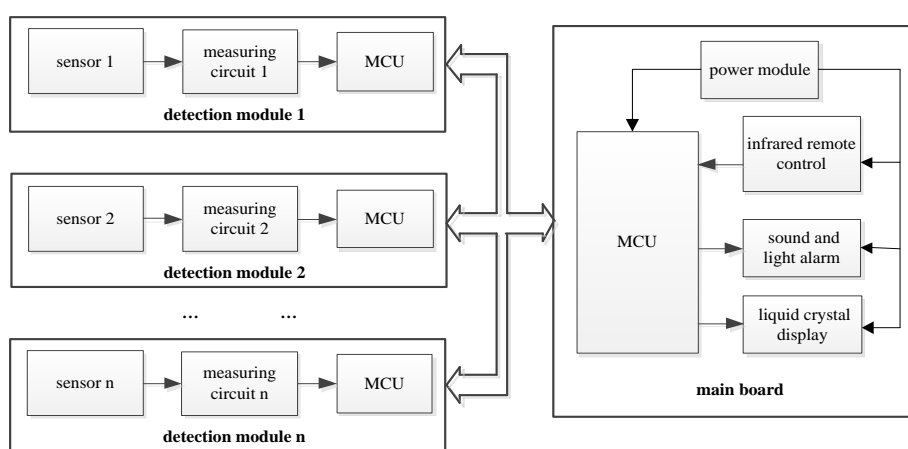 sensor 1
measuring
circuit 1
MCU
detection module 1
sensor 2
measuring
circuit 2
MCU
detection module 2
... ...
sensor n
measuring
circuit n
MCU
detection module n
power module
infrared remote
control
MCU
sound and
light alarm
liquid crystal
display
main board